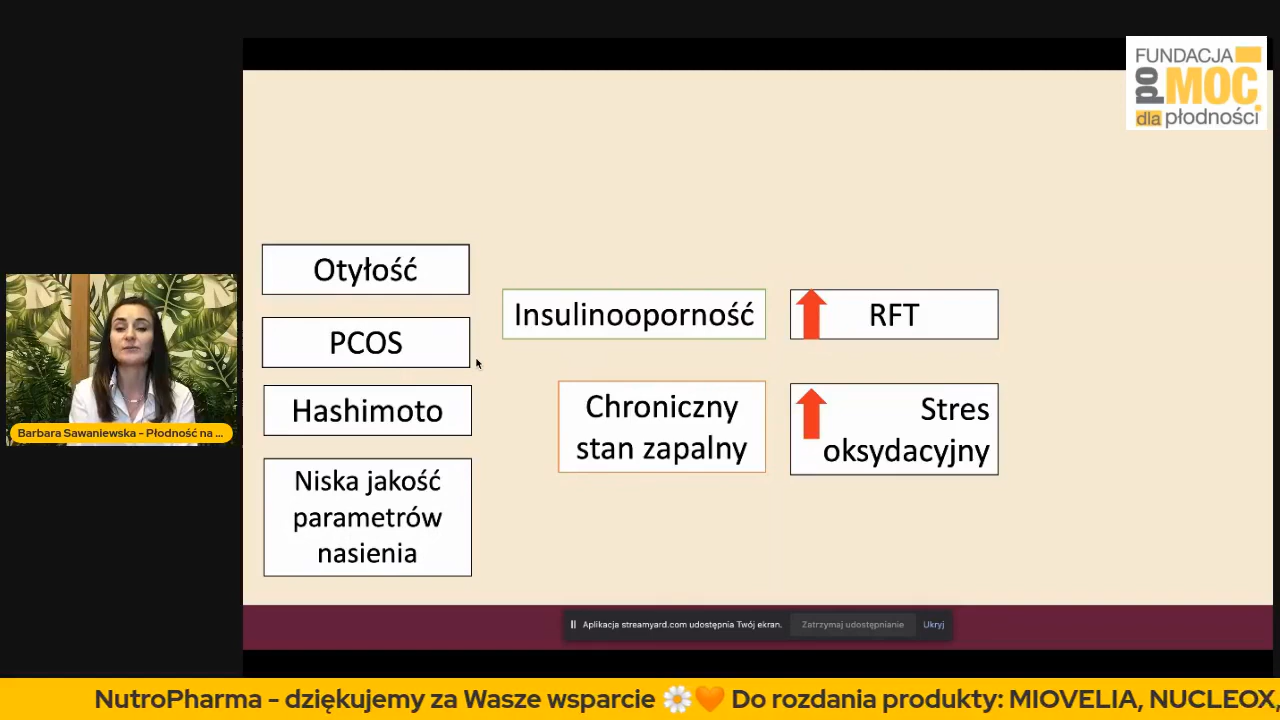 FUNDACJA
po MOC
dla płodności
Otyłość
PCOS
Hashimoto
Niska jakość
parametrów
nasienia
Insulinooporność
RFT
Chroniczny
stan zapalny
Stres
oksydacyjny
Barbara Sawaniewska - Płodność na ...
Aplikacja streamyard.com udostępnia Twój ekran.
Zatrzymaj udostępnianie
Ukryj
NutroPharma - dziękujemy za Wasze wsparcie 🌼🧡 Do rozdania produkty: MIOVELIA, NUCLEOX,